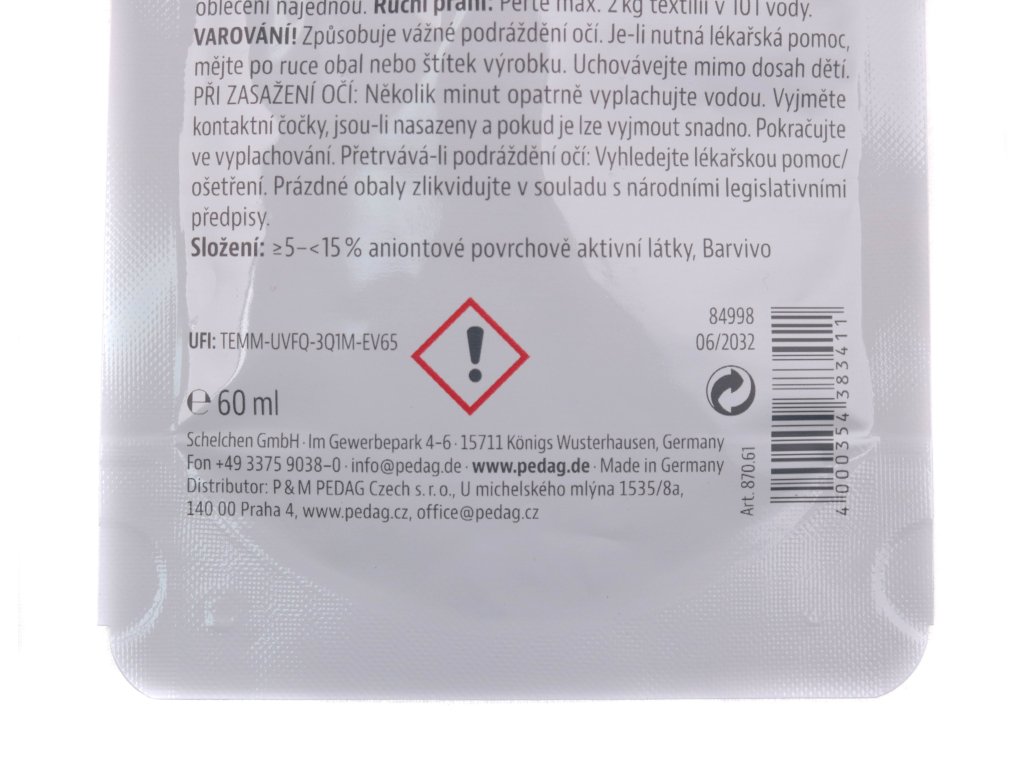 oblečení najednou. Ruční praní: Perte max. 2 kg textilií v 10 l vody.
VAROVÁNÍ! Způsobuje vážné podráždění očí. Je-li nutná lékařská pomoc,
mějte po ruce obal nebo štítek výrobku. Uchovávejte mimo dosah dětí.
PŘI ZASAŽENÍ OČÍ: Několik minut opatrně vyplachujte vodou. Vyjměte
kontaktní čočky, jsou-li nasazeny a pokud je lze vyjmout snadno. Pokračujte
ve vyplachování. Přetrvává-li podráždění očí: Vyhledejte lékařskou pomoc/
ošetření. Prázdné obaly zlikvidujte v souladu s národními legislativními
předpisy.
Složení: ≥5–<15 % aniontové povrchově aktivní látky, Barvivo
UFI: TEMM-UVFQ-3Q1M-EV65
84998
06/2032
℮ 60 ml
Schelchen GmbH · Im Gewerbepark 4–6 · 15711 Königs Wusterhausen, Germany
Fon +49 3375 9038–0 · info@pedag.de · www.pedag.de · Made in Germany
Distributor: P & M PEDAG Czech s. r. o., U michelského mlýna 1535/8a,
140 00 Praha 4, www.pedag.cz, office@pedag.cz
Art. 870.61
4 000354 383411